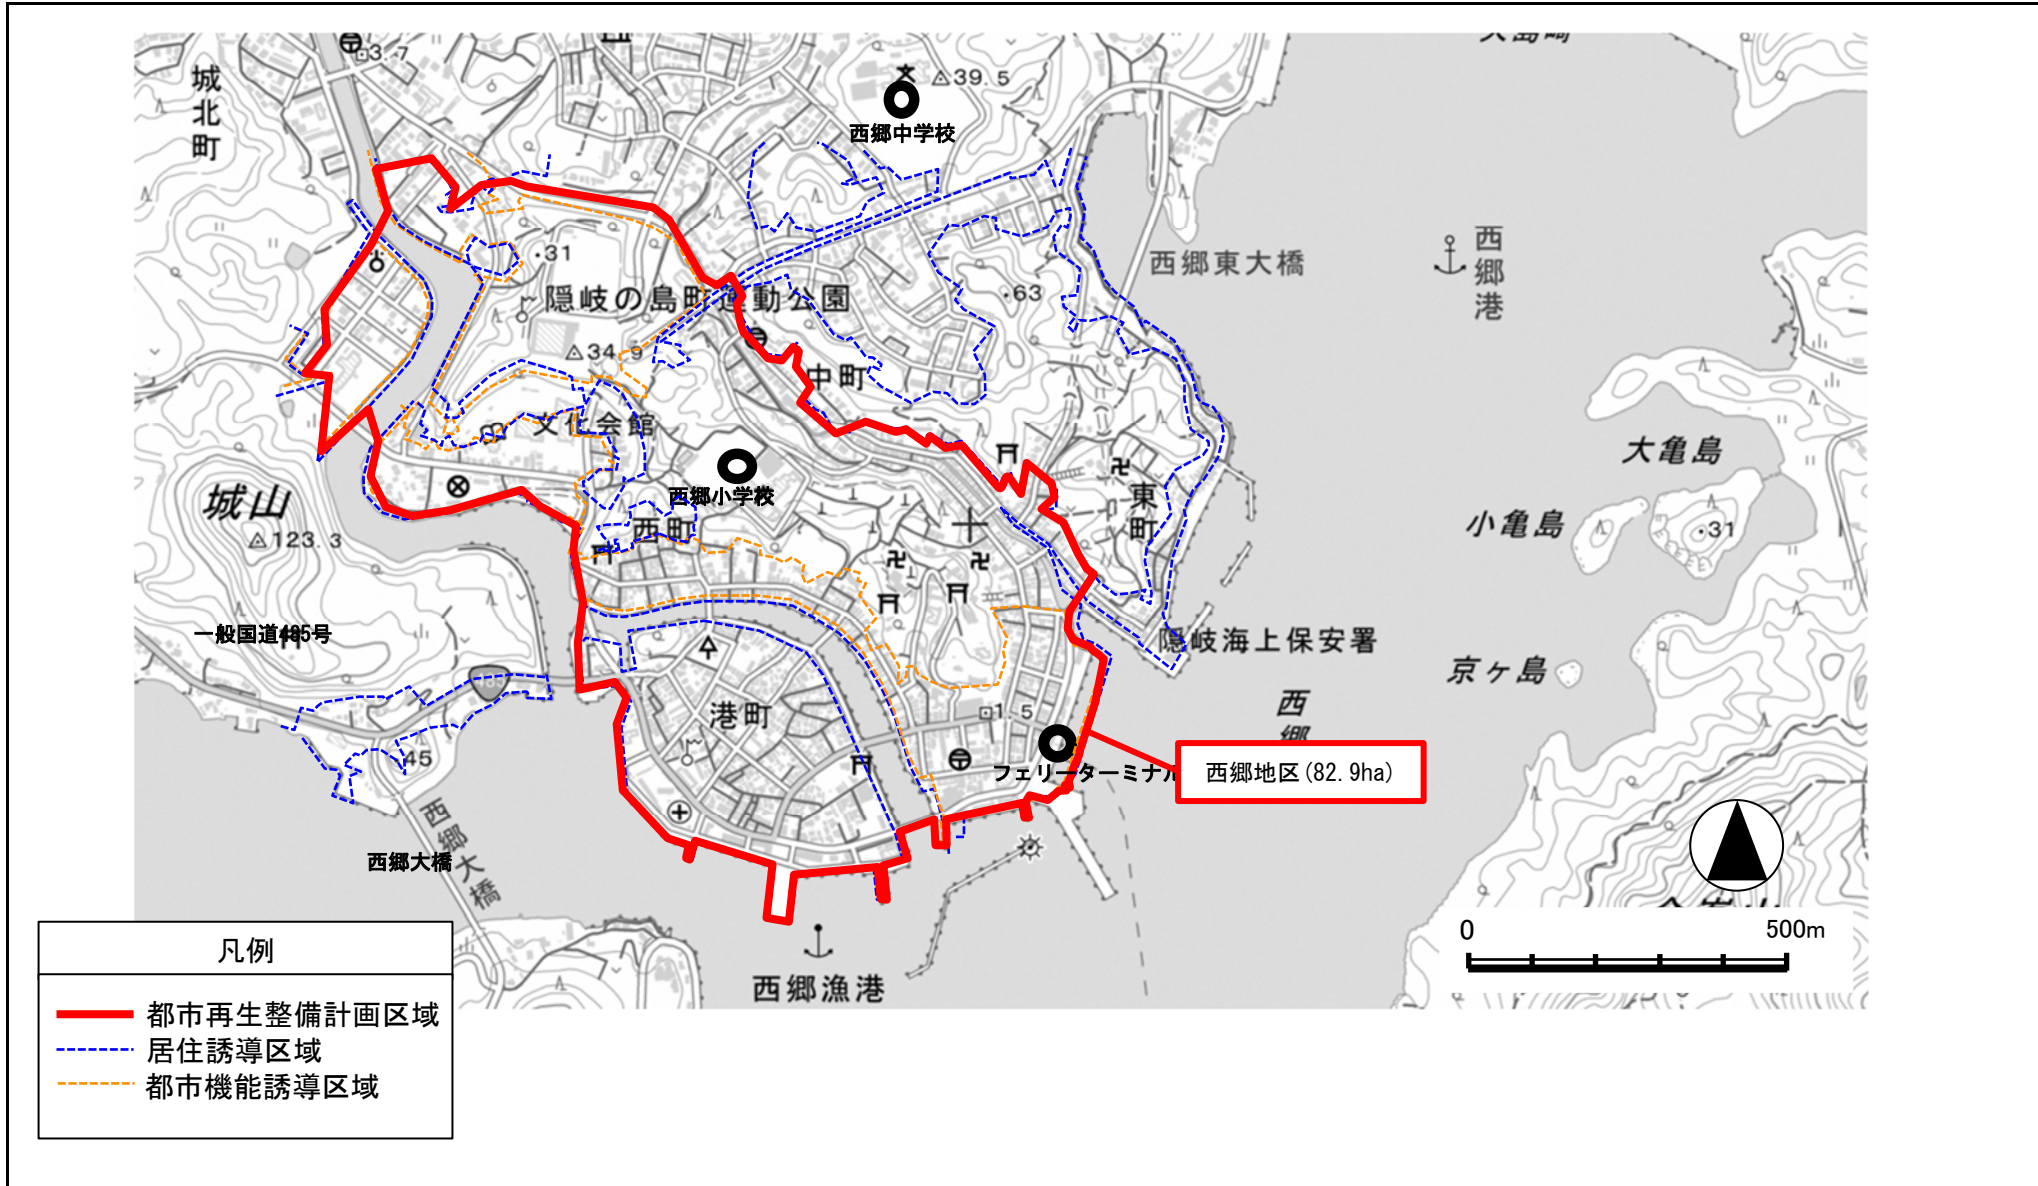 3.7
城北町
39.5
西郷中学校
西郷東大橋
西郷港
31
隠岐の島町運動公園
63
34.9
中町
文化会館
大亀島
西郷小学校
城山
123.3
西町
東町
小亀島
31
一般国道485号
隠岐海上保安署
京ヶ島
港町
1.5
西郷
45
フェリーターミナル
西郷地区(82.9ha)
西郷大橋
西郷大橋
西郷漁港
0
500m
凡例
都市再生整備計画区域
居住誘導区域
都市機能誘導区域